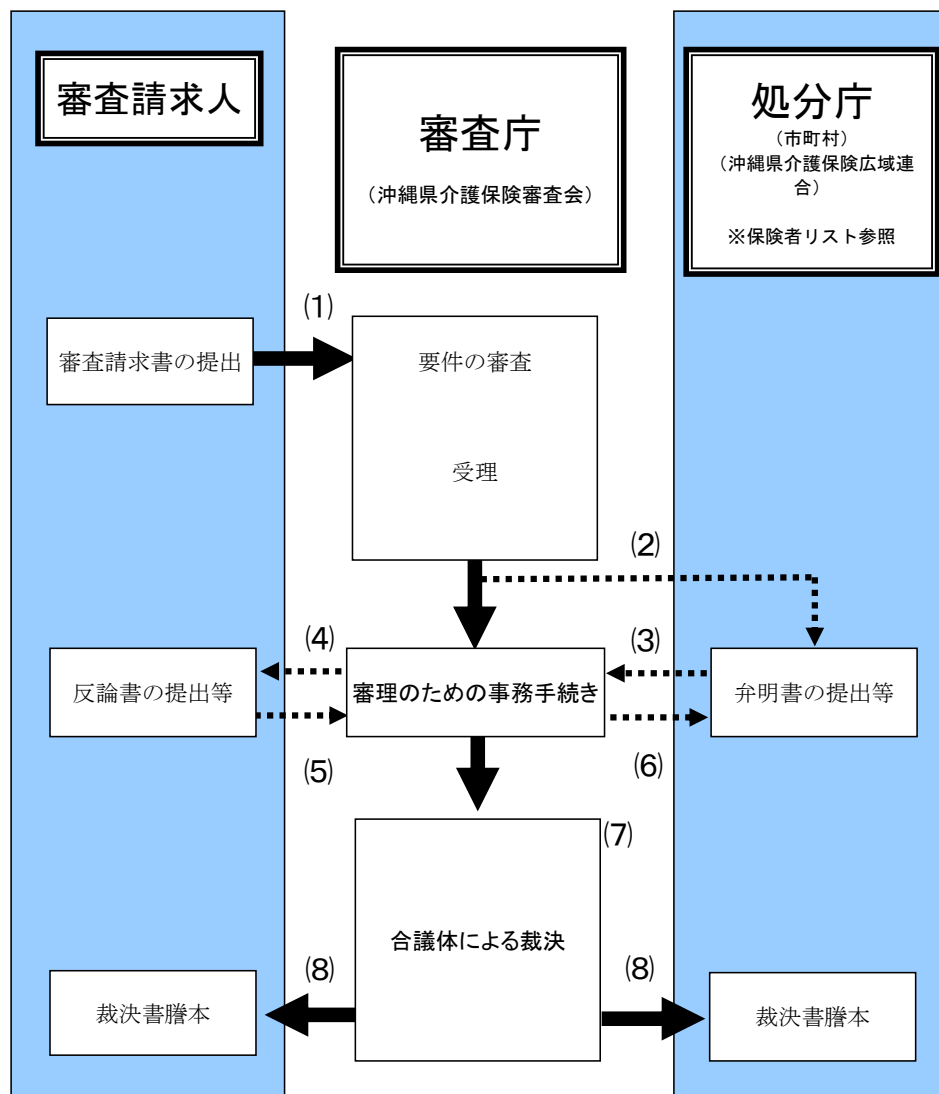 審査請求人
審査庁
(沖縄県介護保険審査会)
処分庁
(市町村)
(沖縄県介護保険広域連
合)
※保険者リスト参照
(1)
審査請求書の提出
要件の審査
受理
(2)
(4)
(3)
反論書の提出等
審理のための事務手続き
弁明書の提出等
(5)
(6)
(7)
合議体による裁決
(8)
(8)
裁決書謄本
裁決書謄本